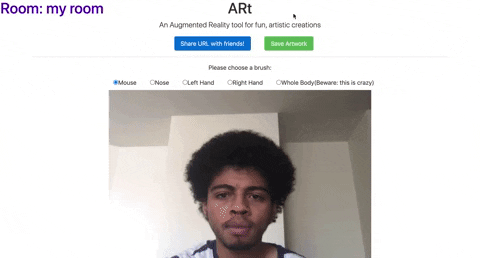 Room: my room
ARt
An Augmented Reality tool for fun, artistic creations
Share URL with friends!
Save Artwork
Please choose a brush:
Mouse
Nose
Left Hand
Right Hand
Whole Body(Beware: this is crazy)